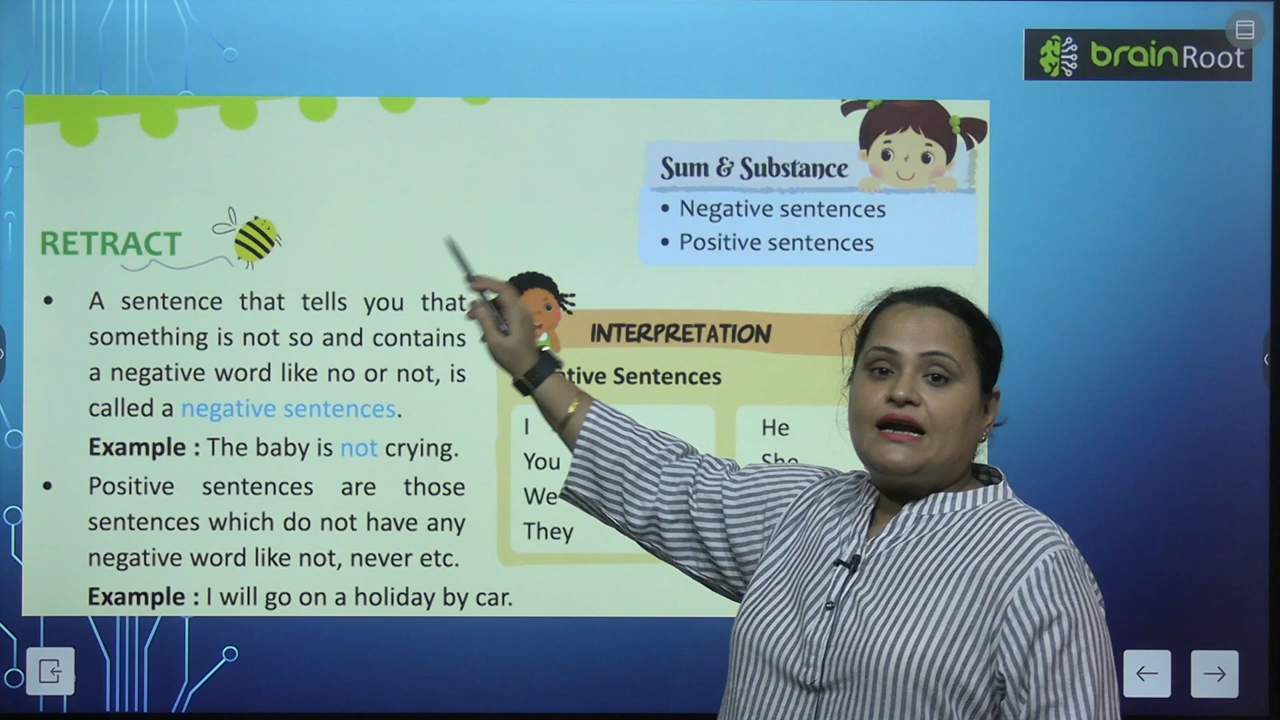 brainRoot
Sum & Substance
• Negative sentences
• Positive sentences
RETRACT
• A sentence that tells you that
something is not so and contains
a negative word like no or not, is
called a negative sentences.
Example : The baby is not crying.
• Positive sentences are those
sentences which do not have any
negative word like not, never etc.
Example : I will go on a holiday by car.
INTERPRETATION
Sentences
I
You
We
They
He
She